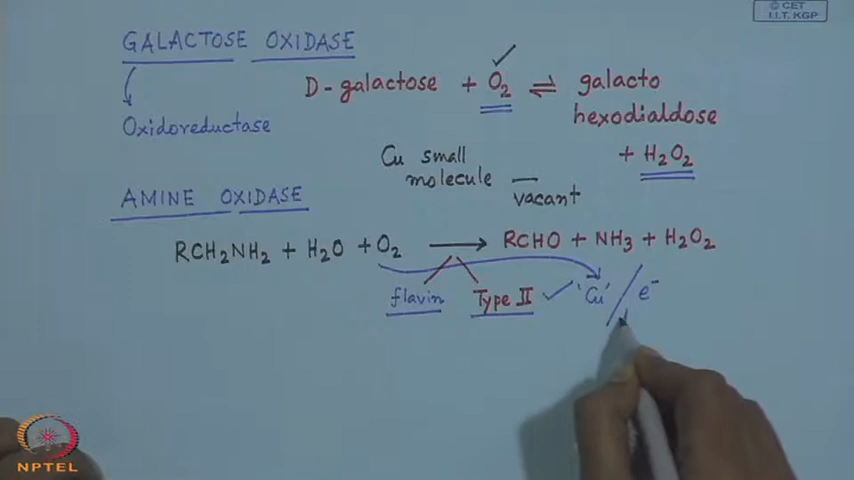 © CET
I.I.T. KGP
GALACTOSE OXIDASE
D-galactose + O₂ ⇌ galacto
hexodialdose
+ H₂O₂
Oxidoreductase
Cu small
molecule — vacant
AMINE OXIDASE
RCH₂NH₂ + H₂O + O₂ → RCHO + NH₃ + H₂O₂
flavin Type II ✓ 'Cu' / e⁻
NPTEL